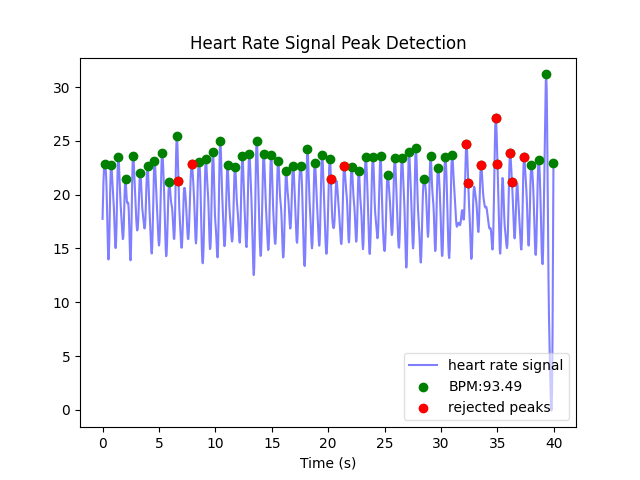 Heart Rate Signal Peak Detection
30
25
20
15
10
5
0
heart rate signal
BPM:93.49
rejected peaks
0 5 10 15 20 25 30 35 40
Time (s)